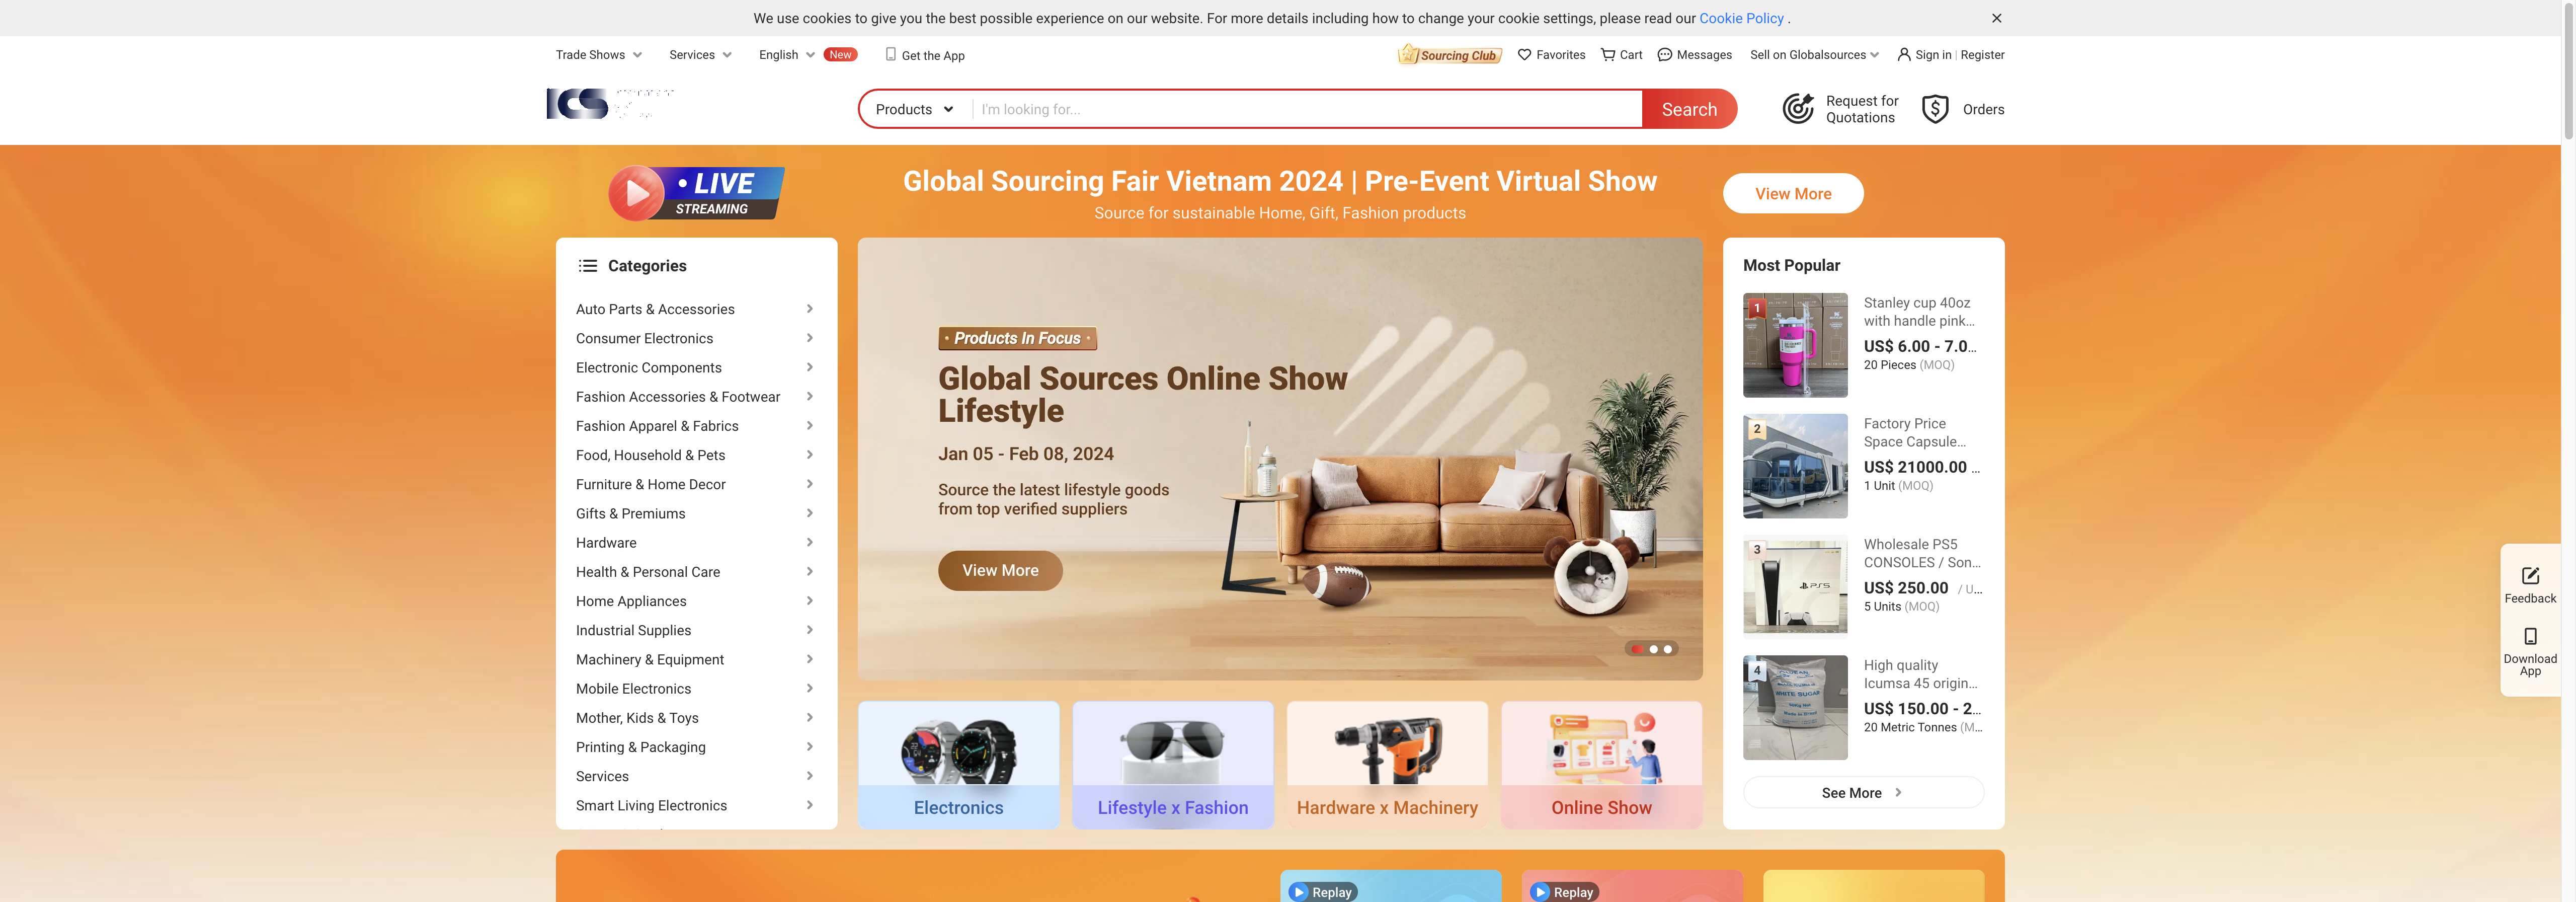 We use cookies to give you the best possible experience on our website. For more details including how to change your cookie settings, please read our Cookie Policy .
Trade Shows
Services
English
New
Get the App
Sourcing Club
Favorites
Cart
Messages
Sell on Globalsources
Sign in | Register
ICS
Products
I'm looking for...
Search
Request for
Quotations
Orders
• LIVE
STREAMING
Global Sourcing Fair Vietnam 2024 | Pre-Event Virtual Show
Source for sustainable Home, Gift, Fashion products
View More
Categories
Auto Parts & Accessories
Consumer Electronics
Electronic Components
Fashion Accessories & Footwear
Fashion Apparel & Fabrics
Food, Household & Pets
Furniture & Home Decor
Gifts & Premiums
Hardware
Health & Personal Care
Home Appliances
Industrial Supplies
Machinery & Equipment
Mobile Electronics
Mother, Kids & Toys
Printing & Packaging
Services
Smart Living Electronics
• Products In Focus •
Global Sources Online Show
Lifestyle
Jan 05 - Feb 08, 2024
Source the latest lifestyle goods
from top verified suppliers
View More
Electronics
Lifestyle x Fashion
Hardware x Machinery
Online Show
Most Popular
1
Stanley cup 40oz
with handle pink...
US$ 6.00 - 7.0...
20 Pieces (MOQ)
2
Factory Price
Space Capsule...
US$ 21000.00 ...
1 Unit (MOQ)
3
PS5
Wholesale PS5
CONSOLES / Son...
US$ 250.00 / U...
5 Units (MOQ)
4
WHITE SUGAR
High quality
Icumsa 45 origin...
US$ 150.00 - 2...
20 Metric Tonnes (M...
See More
Feedback
Download
App
Replay
Replay